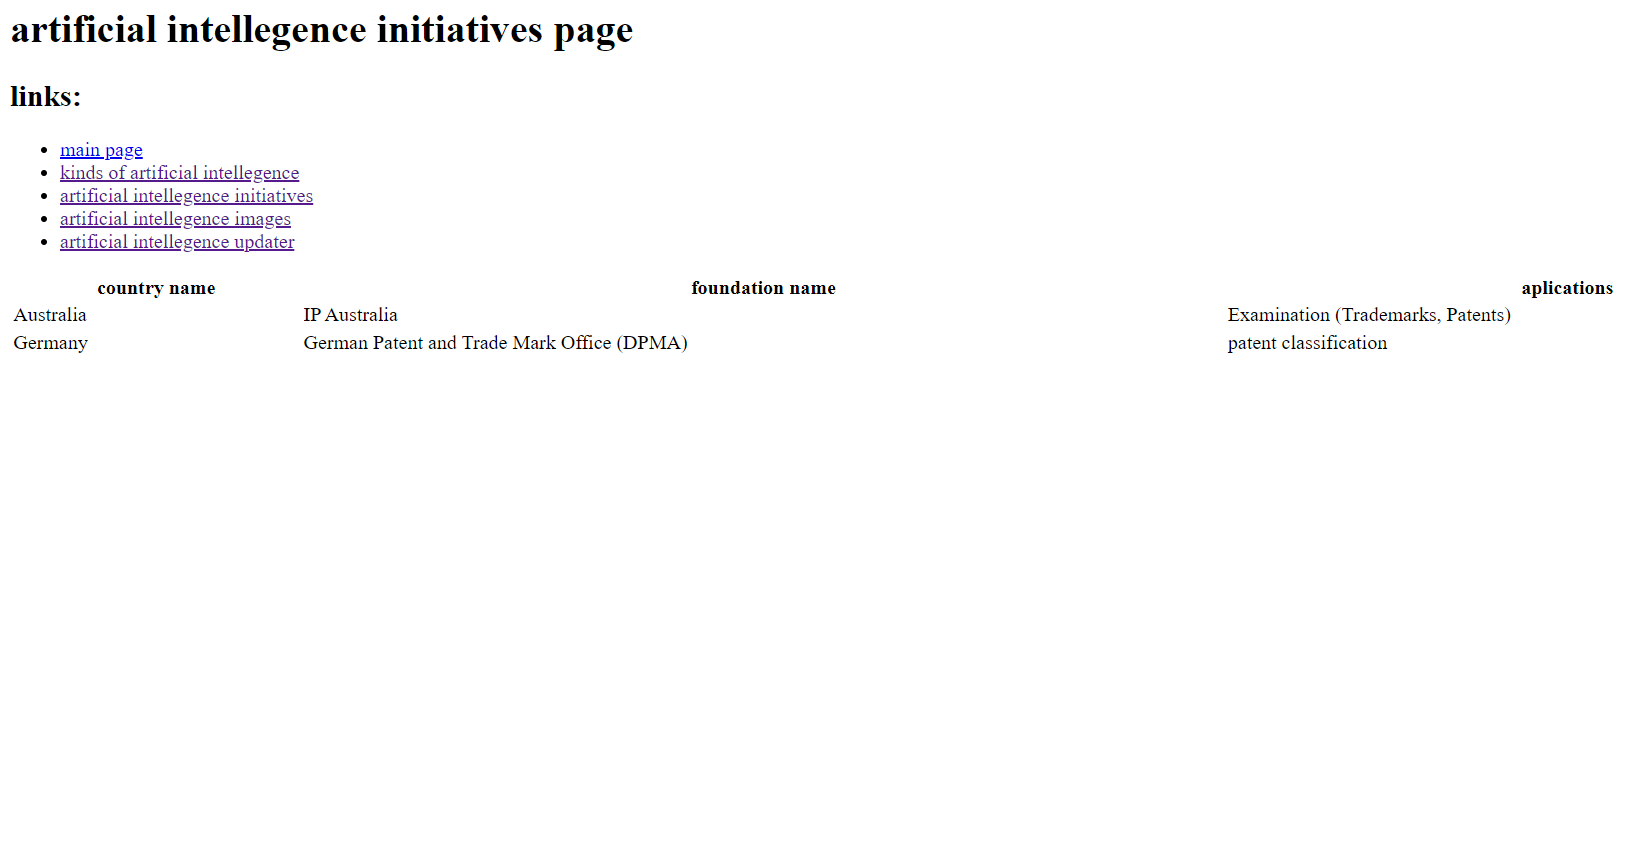 artificial intellegence initiatives page
links:
main page
kinds of artificial intellegence
artificial intellegence initiatives
artificial intellegence images
artificial intellegence updater
country name foundation name aplications
Australia IP Australia Examination (Trademarks, Patents)
Germany German Patent and Trade Mark Office (DPMA) patent classification